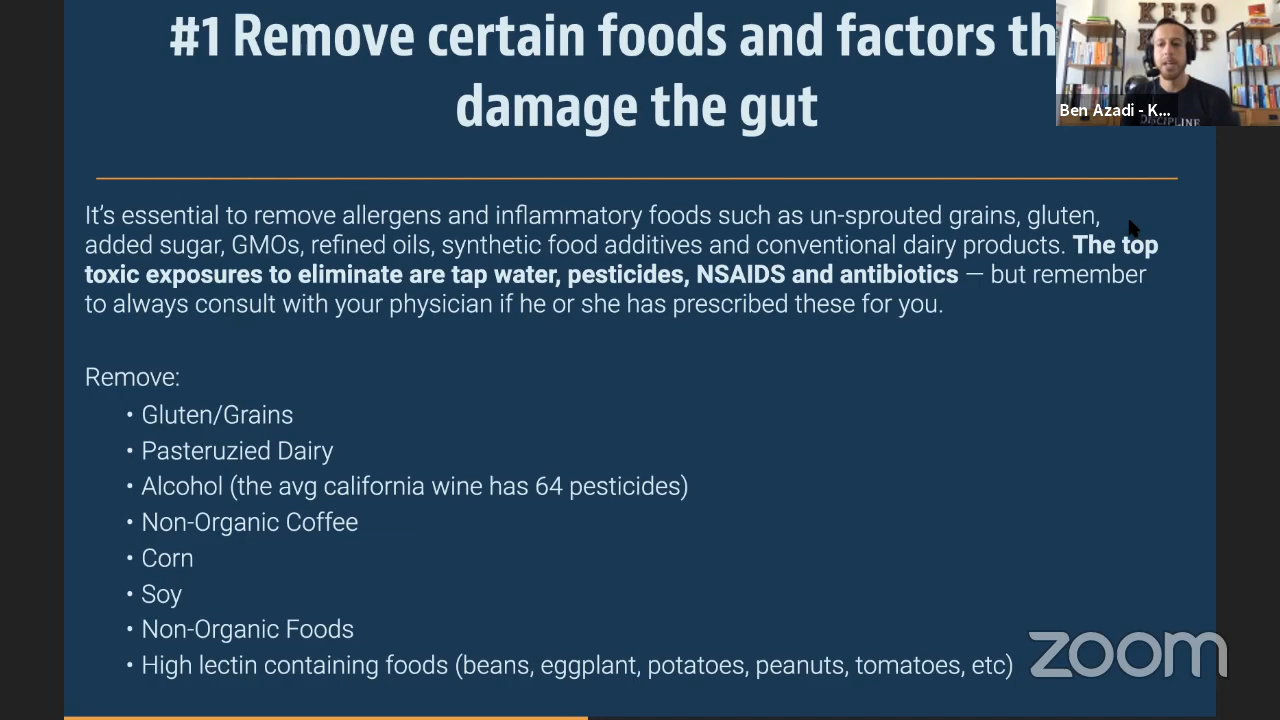 #1 Remove certain foods and factors th
damage the gut
KETO
Ben Azadi - K...
DISCIPLINE
It's essential to remove allergens and inflammatory foods such as un-sprouted grains, gluten,
added sugar, GMOs, refined oils, synthetic food additives and conventional dairy products. The top
toxic exposures to eliminate are tap water, pesticides, NSAIDS and antibiotics — but remember
to always consult with your physician if he or she has prescribed these for you.
Remove:
• Gluten/Grains
• Pasteruzied Dairy
• Alcohol (the avg california wine has 64 pesticides)
• Non-Organic Coffee
• Corn
• Soy
• Non-Organic Foods
• High lectin containing foods (beans, eggplant, potatoes, peanuts, tomatoes, etc)
zoom